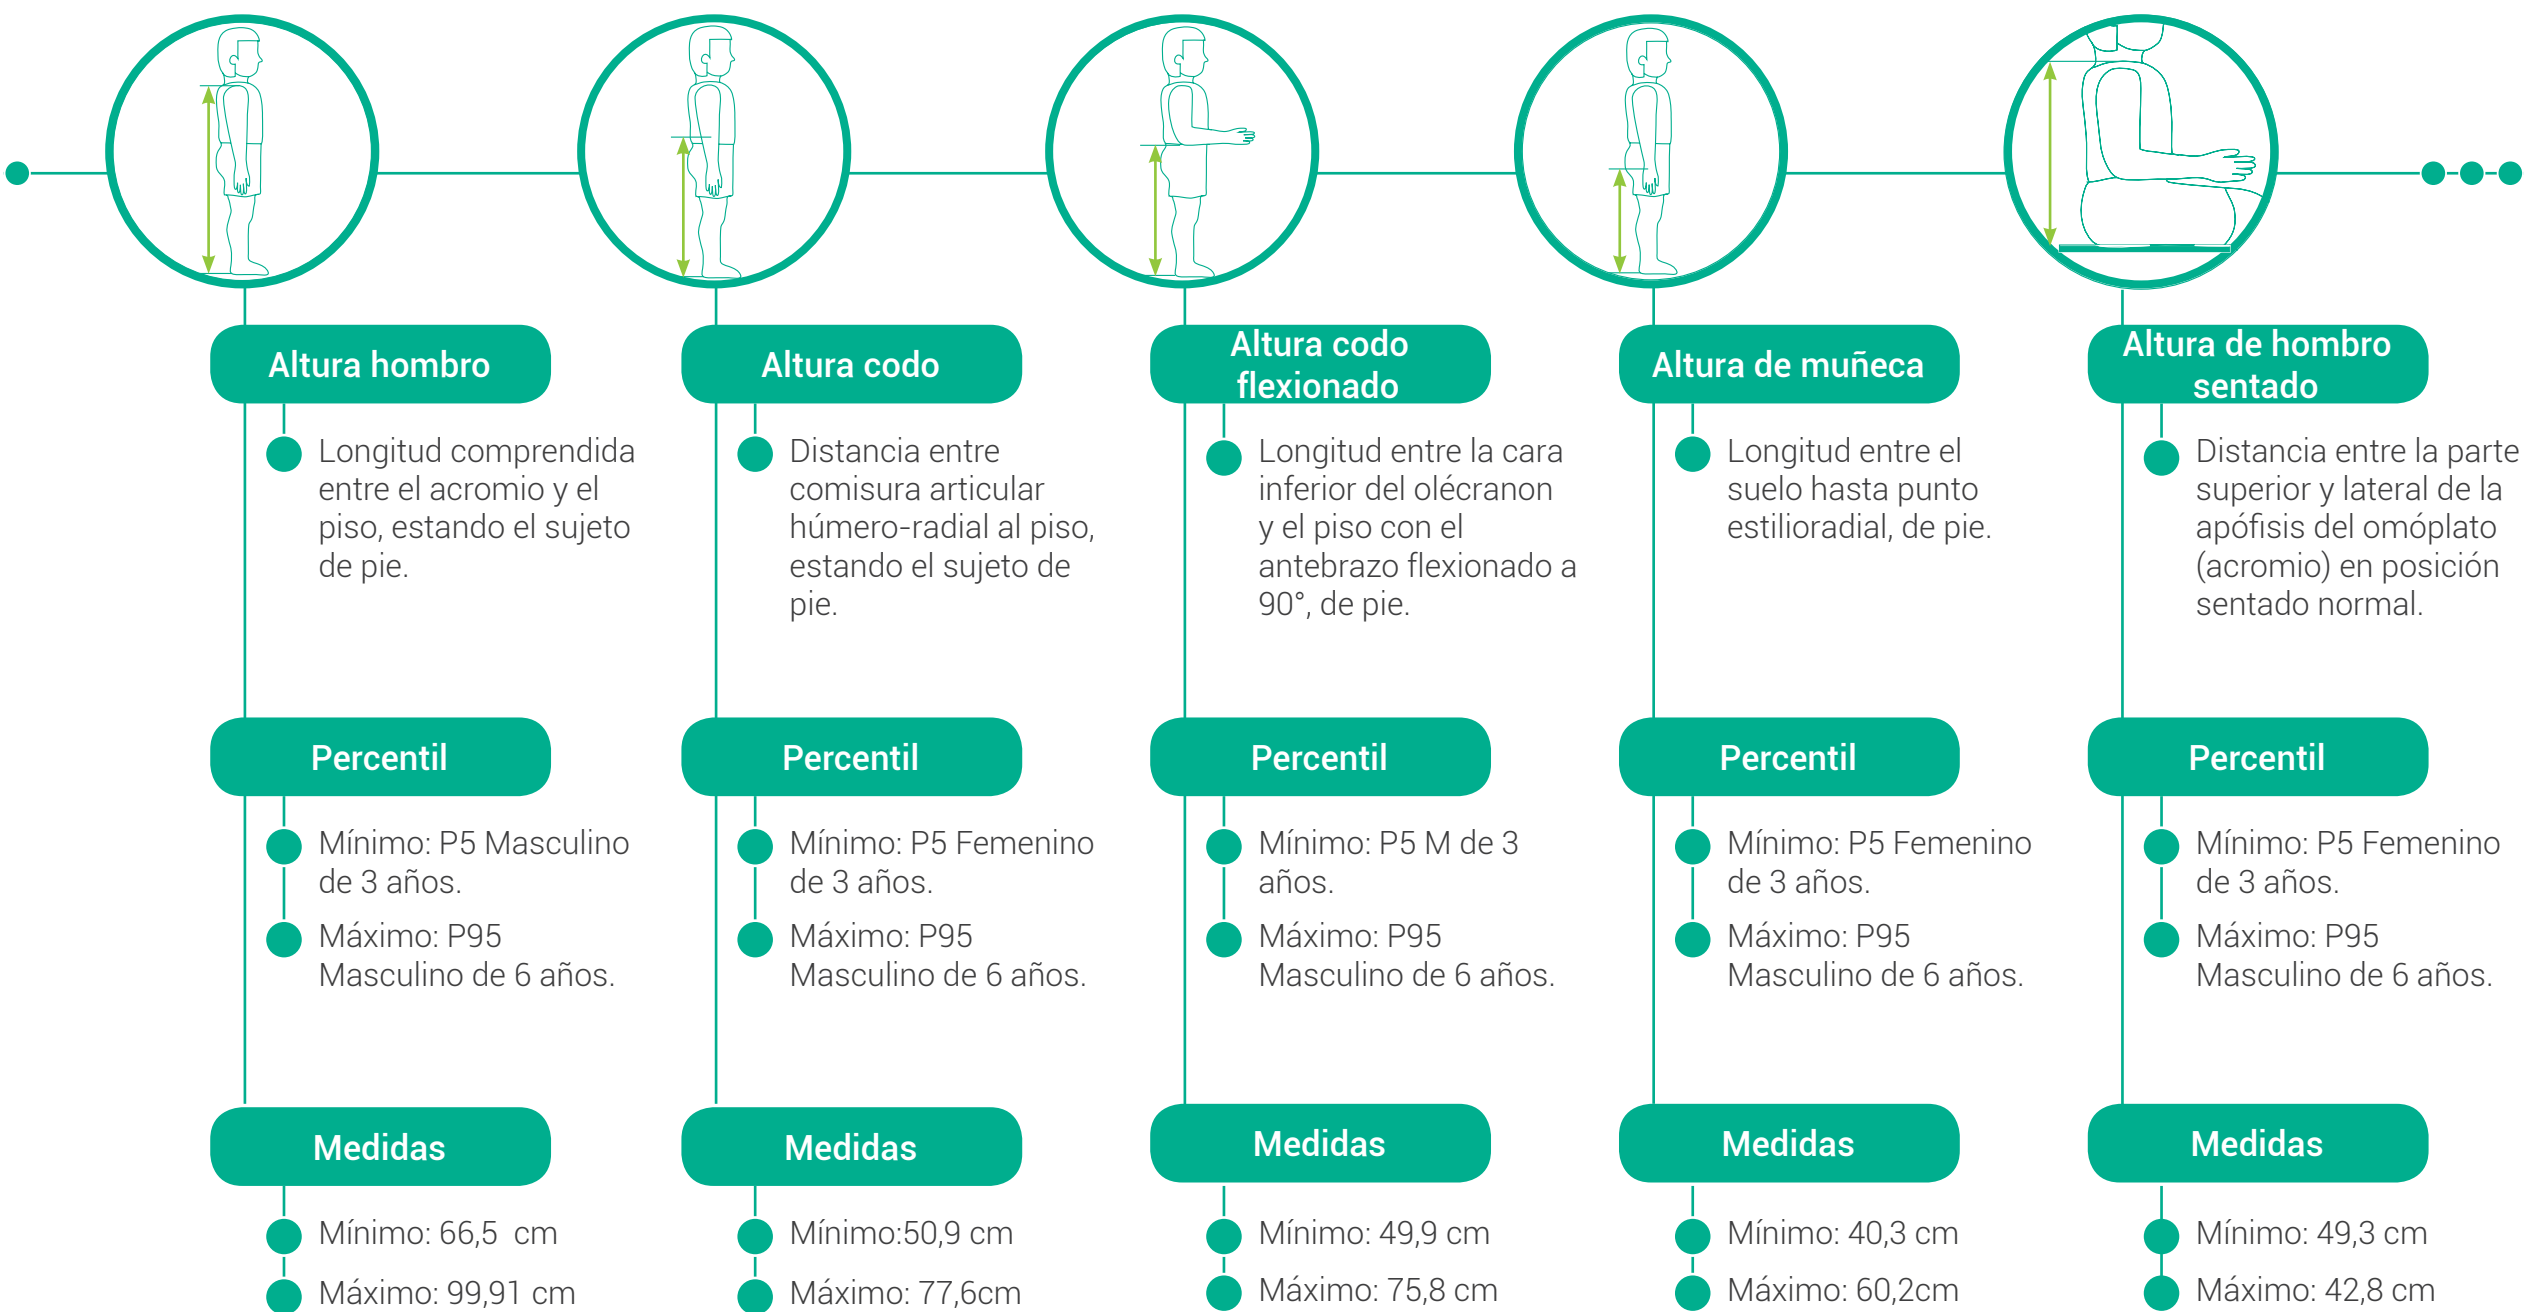 Altura hombro
Longitud comprendida
entre el acromio y el
piso, estando el sujeto
de pie.
Percentil
Mínimo: P5 Masculino
de 3 años.
Máximo: P95
Masculino de 6 años.
Medidas
Mínimo: 66,5 cm
Máximo: 99,91 cm
Altura codo
Distancia entre
comisura articular
húmero-radial al piso,
estando el sujeto de
pie.
Percentil
Mínimo: P5 Femenino
de 3 años.
Máximo: P95
Masculino de 6 años.
Medidas
Mínimo:50,9 cm
Máximo: 77,6cm
Altura codo
flexionado
Longitud entre la cara
inferior del olécranon
y el piso con el
antebrazo flexionado a
90°, de pie.
Percentil
Mínimo: P5 M de 3
años.
Máximo: P95
Masculino de 6 años.
Medidas
Mínimo: 49,9 cm
Máximo: 75,8 cm
Altura de muñeca
Longitud entre el
suelo hasta punto
estilioradial, de pie.
Percentil
Mínimo: P5 Femenino
de 3 años.
Máximo: P95
Masculino de 6 años.
Medidas
Mínimo: 40,3 cm
Máximo: 60,2cm
Altura de hombro
sentado
Distancia entre la parte
superior y lateral de la
apófisis del omóplato
(acromio) en posición
sentado normal.
Percentil
Mínimo: P5 Femenino
de 3 años.
Máximo: P95
Masculino de 6 años.
Medidas
Mínimo: 49,3 cm
Máximo: 42,8 cm